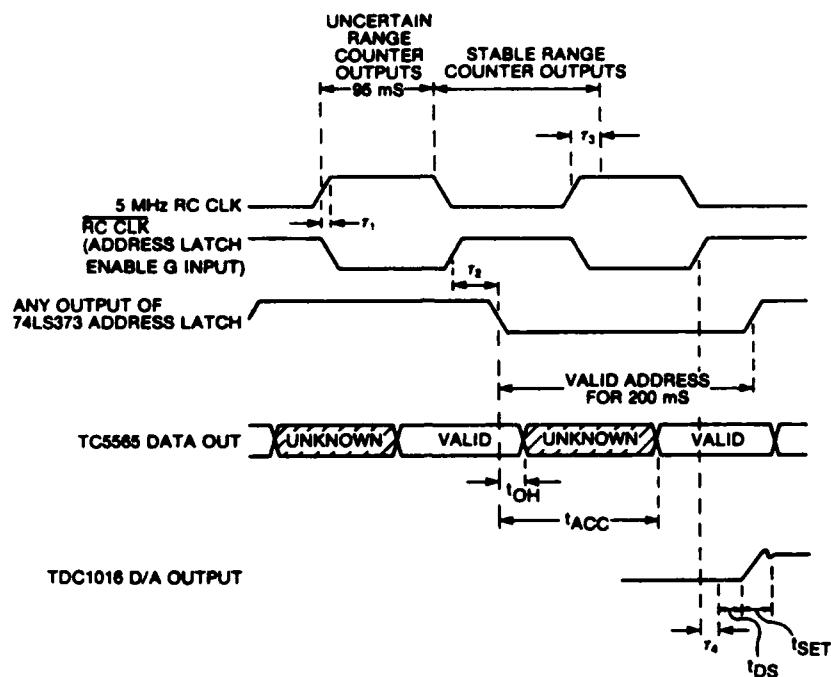 UNCERTAIN
RANGE
COUNTER
OUTPUTS
95 mS
STABLE RANGE
COUNTER OUTPUTS
τ3
5 MHz RC CLK
τ1
RC CLK
(ADDRESS LATCH
ENABLE G INPUT)
τ2
ANY OUTPUT OF
74LS373 ADDRESS LATCH
VALID ADDRESS
FOR 200 mS
TC5565 DATA OUT
UNKNOWN
VALID
UNKNOWN
VALID
tOH
tACC
TDC1016 D/A OUTPUT
τ4
tDS
tSET